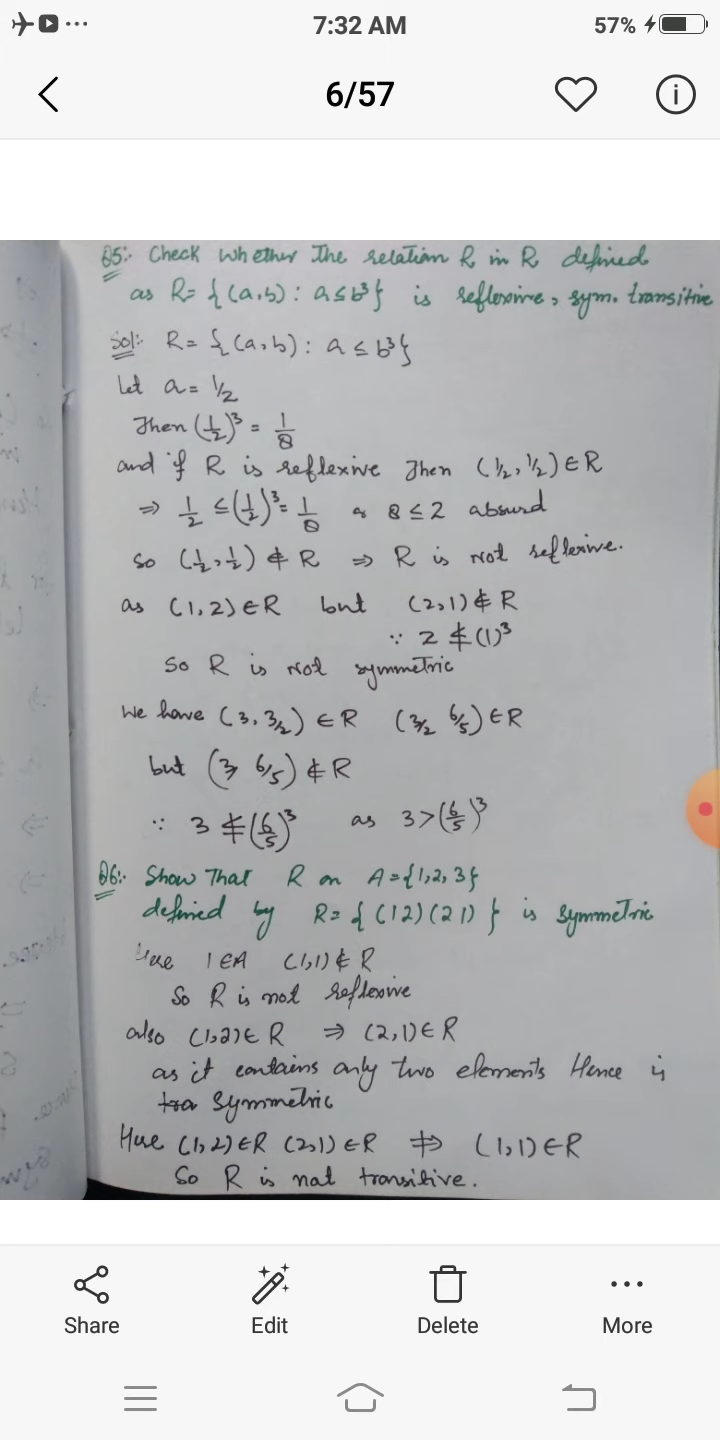 7:32 AM
57%
6/57
Q5:- Check Whether The relation R in R defined
as R= {(a,b) : a≤b³} is reflexive, sym. transitive
Sol:- R= {(a,b) : a ≤ b³}
Let a= 1/2
Then (1/2)³ = 1/8
and if R is reflexive Then (1/2, 1/2) ∈ R
⇒ 1/2 ≤ (1/2)³ = 1/8 or 8 ≤ 2 absurd
So (1/2, 1/2) ∉ R ⇒ R is Not reflexive.
as (1,2) ∈ R but (2,1) ∉ R
∵ 2 ≰ (1)³
So R is Not symmetric
We have (3, 3/2) ∈ R (3/2 6/5) ∈ R
but (3, 6/5) ∉ R
∵ 3 ≰ (6/5)³ as 3 > (6/5)³
Q6:- Show That R on A = {1,2,3}
defined by R= { (12) (21) } is Symmetric
Here 1∈A (1,1) ∉ R
So R is not reflexive
also (1,2) ∈ R ⇒ (2,1) ∈ R
as it contains only two elements Hence is
tra Symmetric
Here (1,2) ∈ R (2,1) ∈ R ⇏ (1,1) ∈ R
So R is not transitive.
Share Edit Delete More